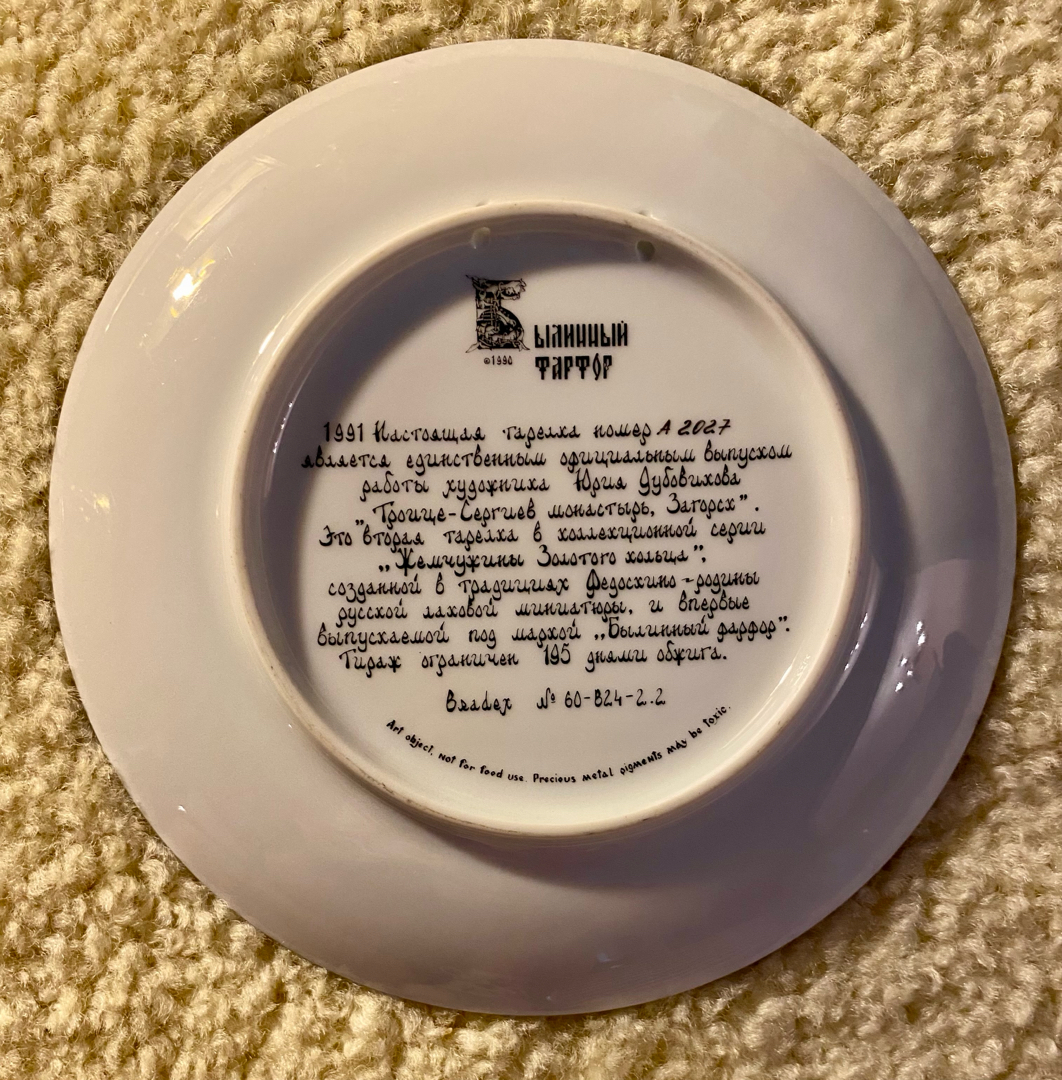 Былинный
©1990 фарфор
1991 Настоящая тарелка номер А 2027
является единственным официальным выпуском
работы художника Юрия Дубовикова
"Троице-Сергиев монастырь, Загорск".
Это вторая тарелка в коллекционной серии
„Жемчужины Золотого кольца",
созданной в традициях Федоскино-родины
русской лаковой миниатюры, и впервые
выпускаемой под маркой „Былинный фарфор".
Тираж ограничен 195 днями обжига.
Bradex № 60-B24-2.2
Art object. Not for food use. Precious metal pigments may be toxic.